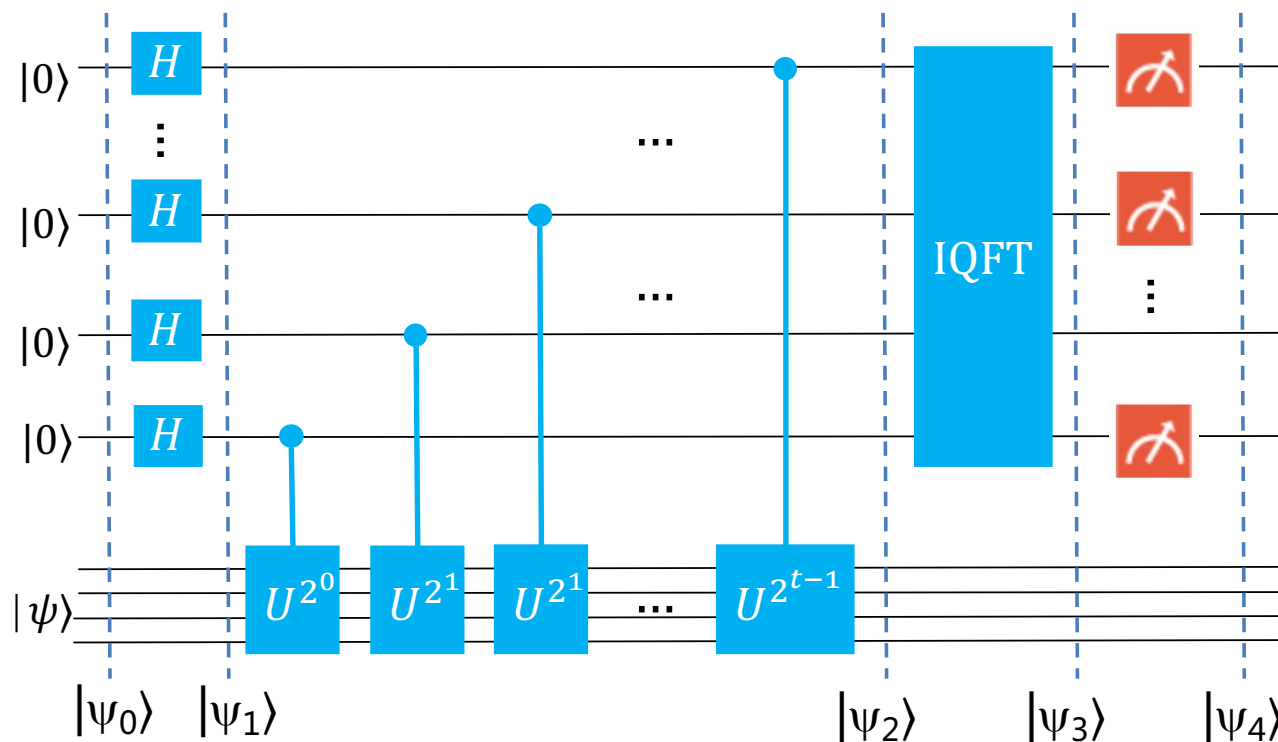 |0⟩ H
⋮
|0⟩ H
|0⟩ H
|0⟩ H
...
...
IQFT
⋮
|ψ⟩ U^{2^0} U^{2^1} U^{2^1} ... U^{2^{t-1}}
|ψ₀⟩ |ψ₁⟩ |ψ₂⟩ |ψ₃⟩ |ψ₄⟩